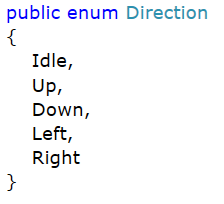 public enum Direction
{
    Idle,
    Up,
    Down,
    Left,
    Right
}